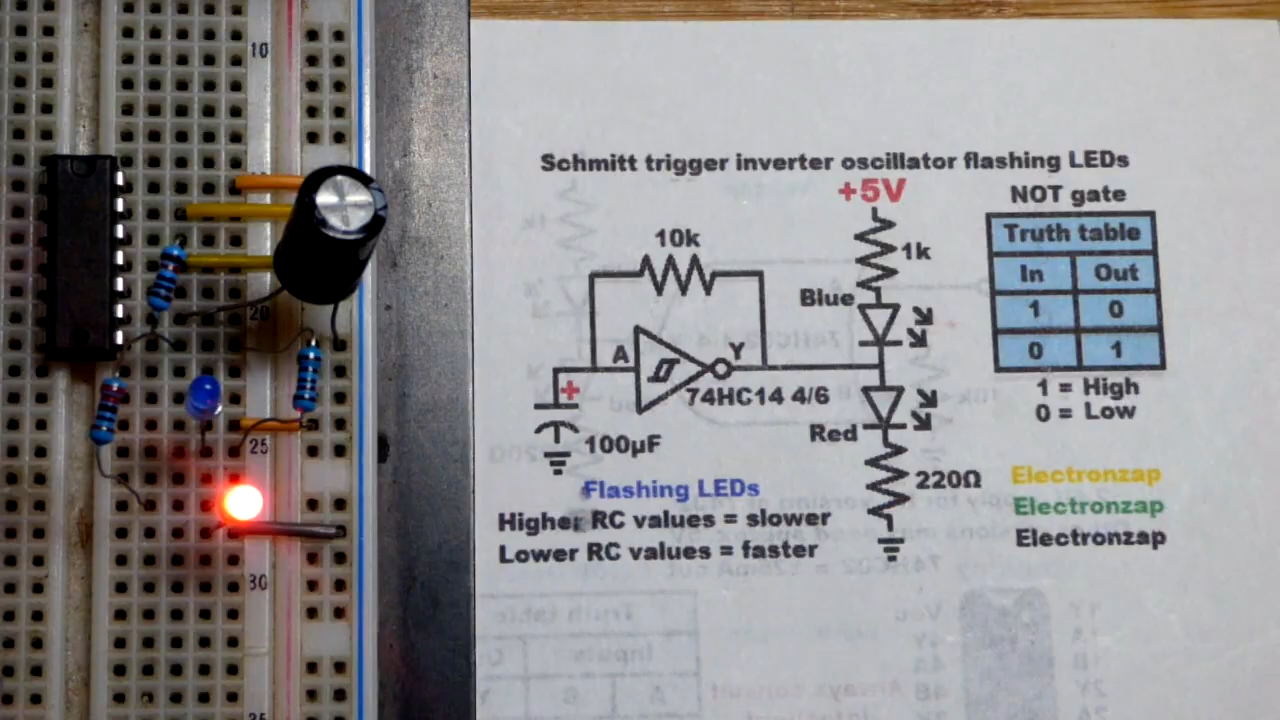 10
20
25
30
35
Schmitt trigger inverter oscillator flashing LEDs
+5V
NOT gate
Truth table
In Out
1 0
0 1
1 = High
0 = Low
10k
1k
Blue
A
Y
+
74HC14 4/6
100µF
Red
220Ω
Flashing LEDs
Higher RC values = slower
Lower RC values = faster
Electronzap
Electronzap
Electronzap